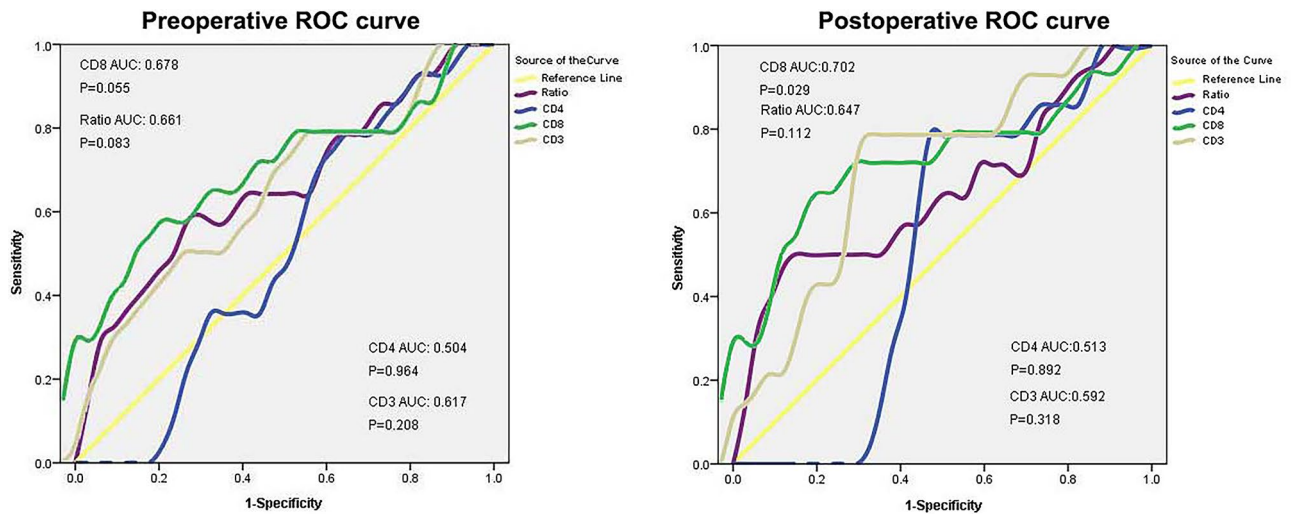 Preoperative ROC curve
CD8 AUC: 0.678
P=0.055
Ratio AUC: 0.661
P=0.083
CD4 AUC: 0.504
P=0.964
CD3 AUC: 0.617
P=0.208
Source of theCurve
Reference Line
Ratio
CD4
CD8
CD3
Sensitivity
1.0
0.8
0.6
0.4
0.2
0.0
0.0 0.2 0.4 0.6 0.8 1.0
1-Specificity
Postoperative ROC curve
CD8 AUC:0.702
P=0.029
Ratio AUC:0.647
P=0.112
CD4 AUC:0.513
P=0.892
CD3 AUC:0.592
P=0.318
Source of the Curve
Reference Line
Ratio
CD4
CD8
CD3
Sensitivity
1.0
0.8
0.6
0.4
0.2
0.0
0.0 0.2 0.4 0.6 0.8 1.0
1-Specificity